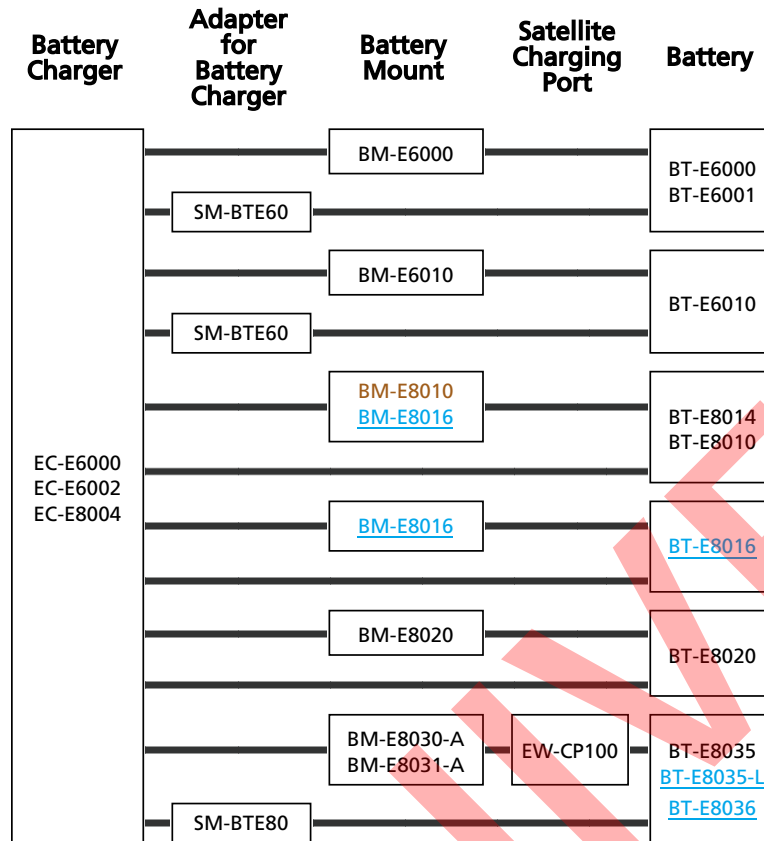 Battery
Charger
Adapter
for
Battery
Charger
Battery
Mount
Satellite
Charging
Port
Battery
EC-E6000
EC-E6002
EC-E8004
BM-E6000
BT-E6000
BT-E6001
SM-BTE60
BM-E6010
BT-E6010
SM-BTE60
BM-E8010
BM-E8016
BT-E8014
BT-E8010
BM-E8016
BT-E8016
BM-E8020
BT-E8020
BM-E8030-A
BM-E8031-A
EW-CP100
BT-E8035
BT-E8035-L
BT-E8036
SM-BTE80